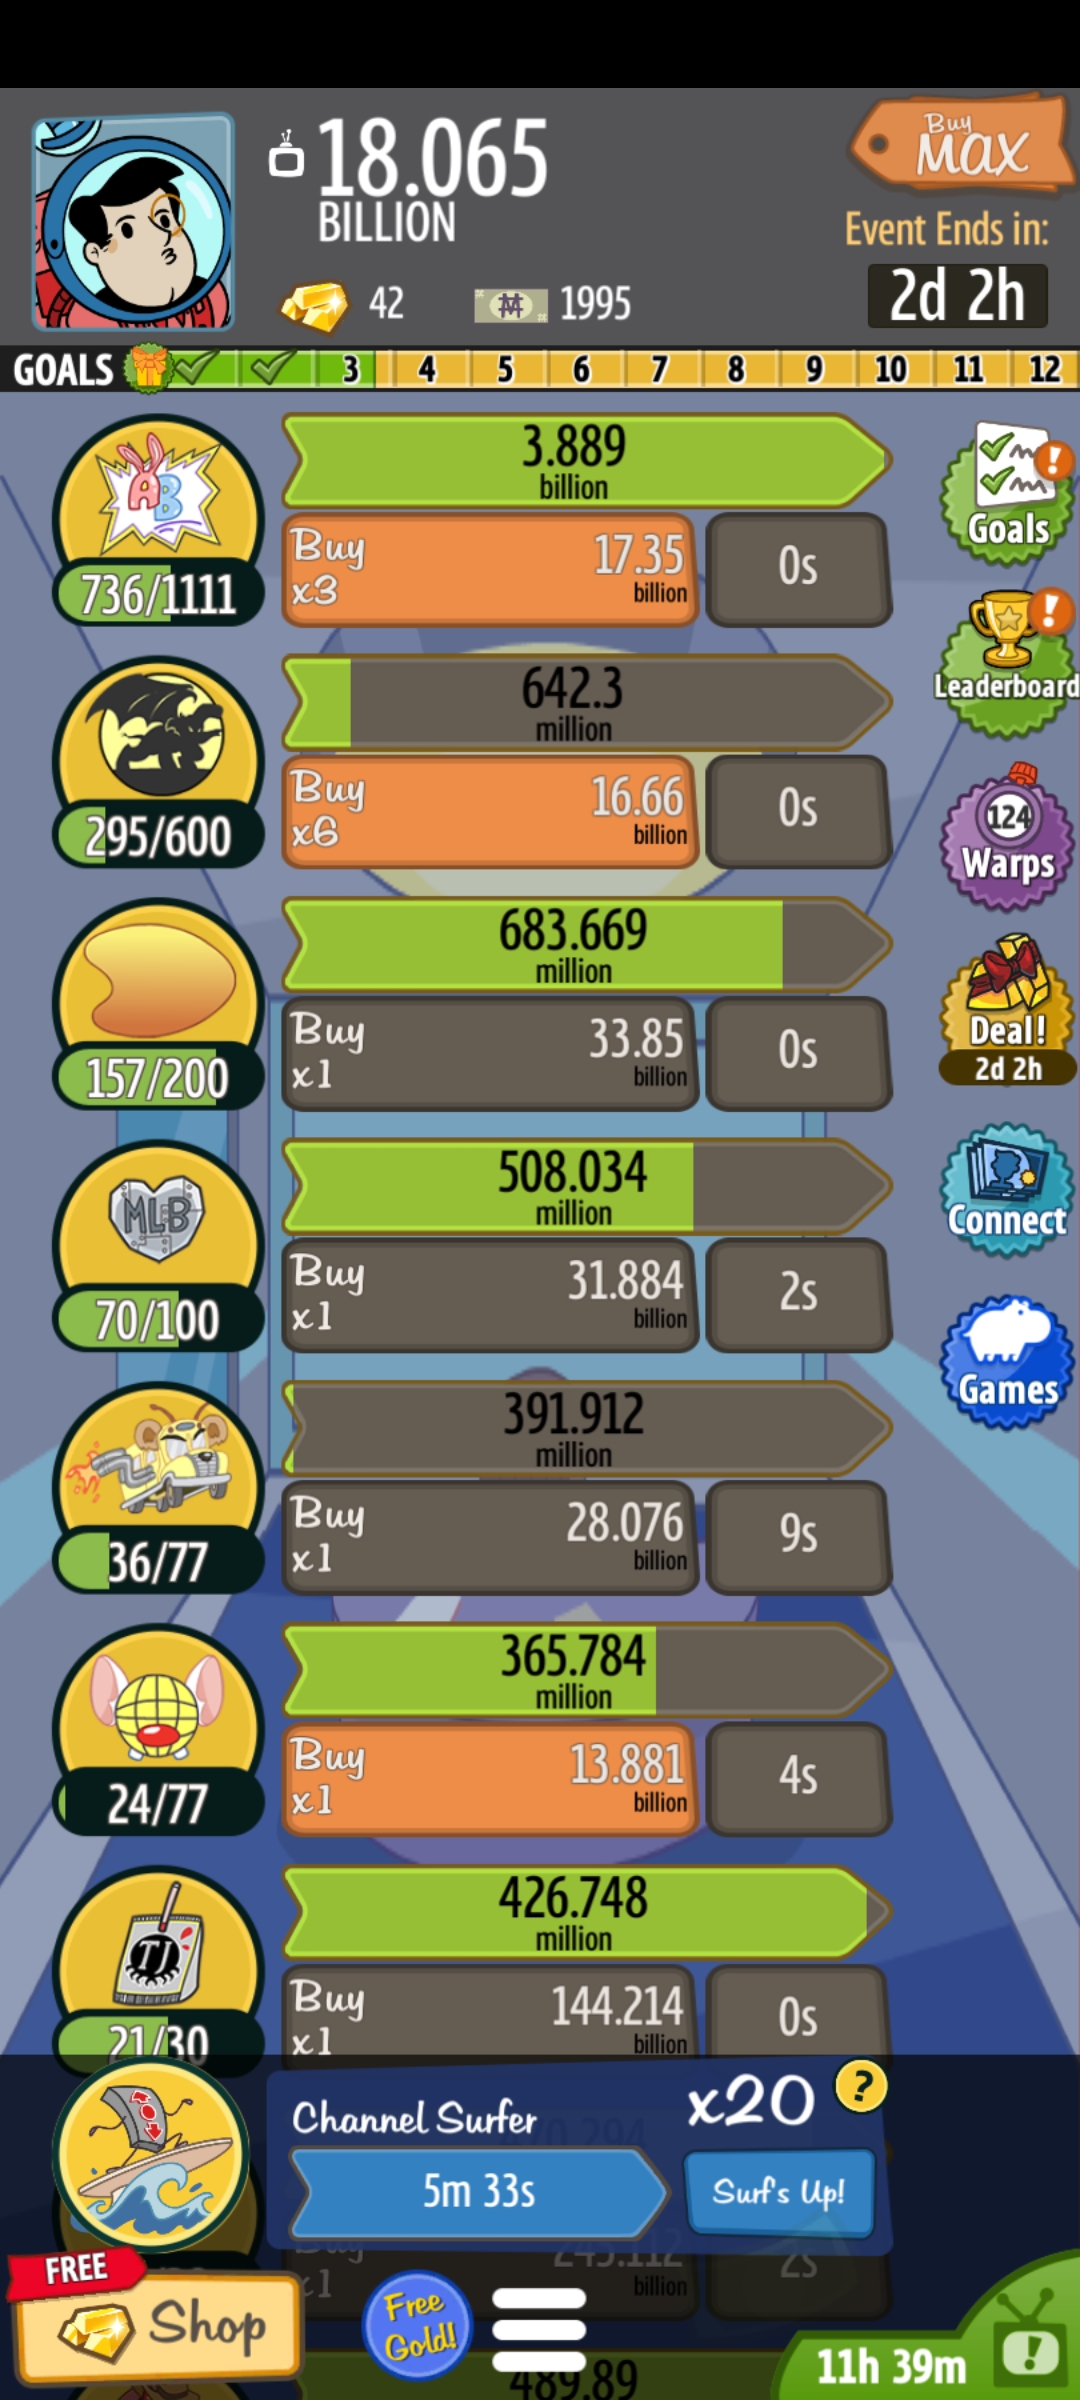 18.065
BILLION
42
1995
Buy
MAX
Event Ends in:
2d 2h
GOALS 3 4 5 6 7 8 9 10 11 12
AB
736/1111
3.889
billion
Buy
x3
17.35
billion
0s
Goals
295/600
642.3
million
Buy
x6
16.66
billion
0s
Leaderboard
124
Warps
157/200
683.669
million
Buy
x1
33.85
billion
0s
Deal!
2d 2h
MLB
70/100
508.034
million
Buy
x1
31.884
billion
2s
Connect
Games
36/77
391.912
million
Buy
x1
28.076
billion
9s
24/77
365.784
million
Buy
x1
13.881
billion
4s
TJ
21/30
426.748
million
Buy
x1
144.214
billion
0s
Channel Surfer
x20
?
5m 33s
Surf's Up!
Buy
x1
245.112
billion
2s
FREE
Shop
Free
Gold!
489.89
11h 39m